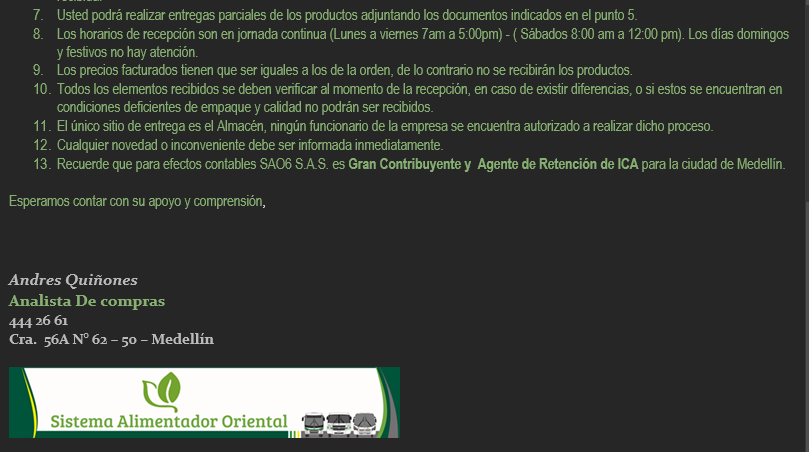 7. Usted podrá realizar entregas parciales de los productos adjuntando los documentos indicados en el punto 5.
8. Los horarios de recepción son en jornada continua (Lunes a viernes 7am a 5:00pm) - ( Sábados 8:00 am a 12:00 pm). Los días domingos
y festivos no hay atención.
9. Los precios facturados tienen que ser iguales a los de la orden, de lo contrario no se recibirán los productos.
10. Todos los elementos recibidos se deben verificar al momento de la recepción, en caso de existir diferencias, o si estos se encuentran en
condiciones deficientes de empaque y calidad no podrán ser recibidos.
11. El único sitio de entrega es el Almacén, ningún funcionario de la empresa se encuentra autorizado a realizar dicho proceso.
12. Cualquier novedad o inconveniente debe ser informada inmediatamente.
13. Recuerde que para efectos contables SAO6 S.A.S. es Gran Contribuyente y  Agente de Retención de ICA para la ciudad de Medellín.
Esperamos contar con su apoyo y comprensión,
Andres Quiñones
Analista De compras
444 26 61
Cra.  56A N° 62 – 50 – Medellín
Sistema Alimentador Oriental